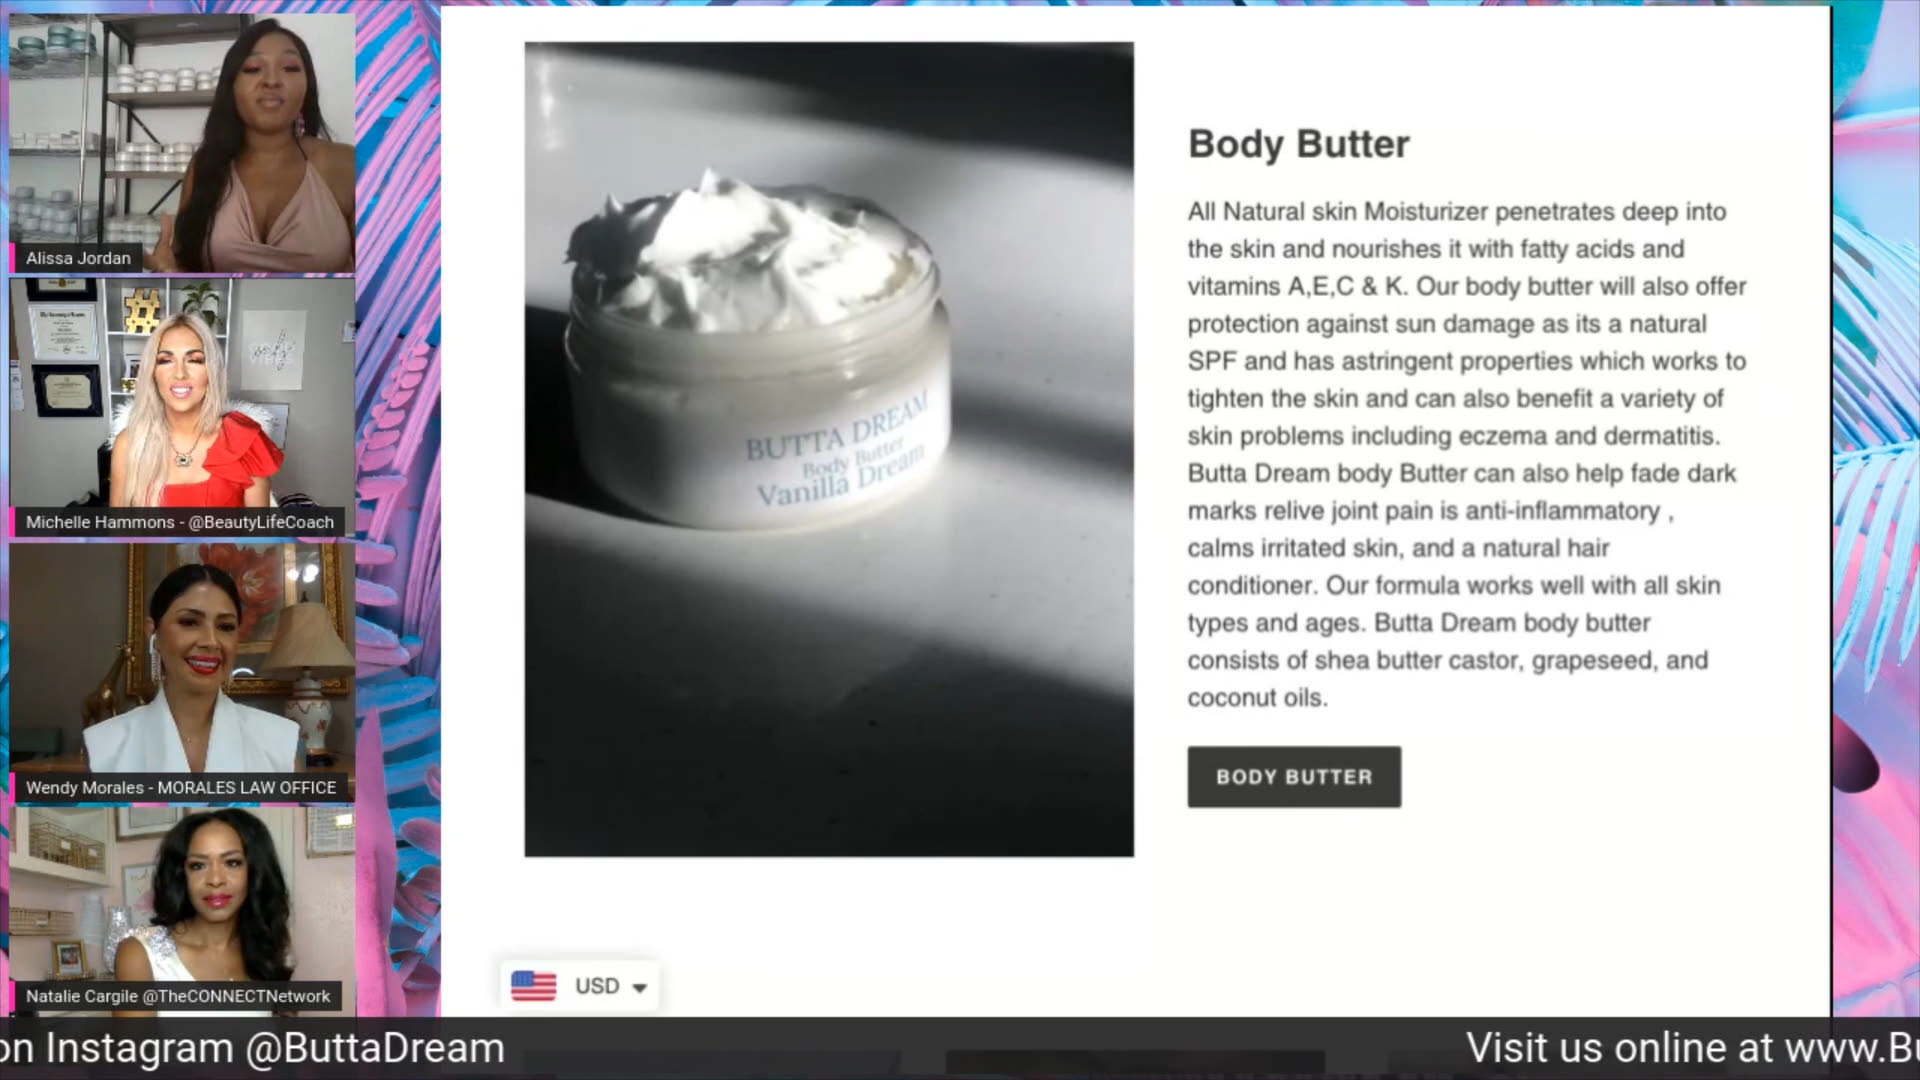 Alissa Jordan
Michelle Hammons - @BeautyLifeCoach
Wendy Morales - MORALES LAW OFFICE
Natalie Cargile @TheCONNECTNetwork
BUTTA DREAM
Body Butter
Vanilla Dream
Body Butter
All Natural skin Moisturizer penetrates deep into
the skin and nourishes it with fatty acids and
vitamins A,E,C & K. Our body butter will also offer
protection against sun damage as its a natural
SPF and has astringent properties which works to
tighten the skin and can also benefit a variety of
skin problems including eczema and dermatitis.
Butta Dream body Butter can also help fade dark
marks relive joint pain is anti-inflammatory ,
calms irritated skin, and a natural hair
conditioner. Our formula works well with all skin
types and ages. Butta Dream body butter
consists of shea butter castor, grapeseed, and
coconut oils.
BODY BUTTER
USD
on Instagram @ButtaDream
Visit us online at www.Bu